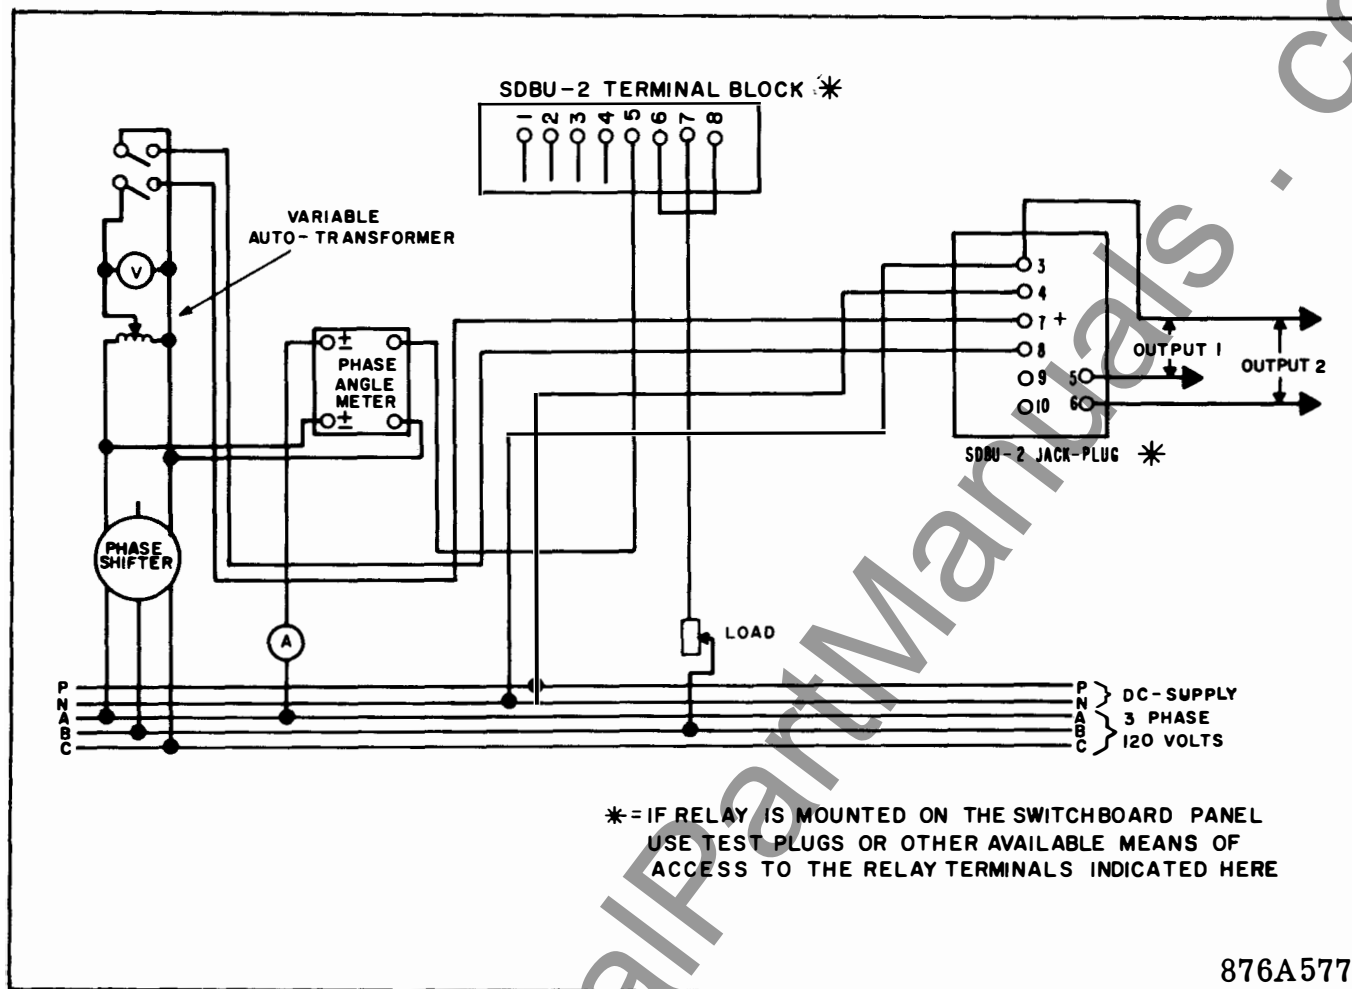 SDBU-2 TERMINAL BLOCK *
1 2 3 4 5 6 7 8
VARIABLE
AUTO-TRANSFORMER
V
3
4
7 +
8
9 5
10 6
OUTPUT 1
OUTPUT 2
SDBU-2 JACK-PLUG *
± PHASE
ANGLE
± METER
PHASE
SHIFTER
A
LOAD
P
N
A
B
C
P
N
A
B
C
DC-SUPPLY
3 PHASE
120 VOLTS
*=IF RELAY IS MOUNTED ON THE SWITCHBOARD PANEL
USE TEST PLUGS OR OTHER AVAILABLE MEANS OF
ACCESS TO THE RELAY TERMINALS INDICATED HERE
876A577
alPartManuals . co